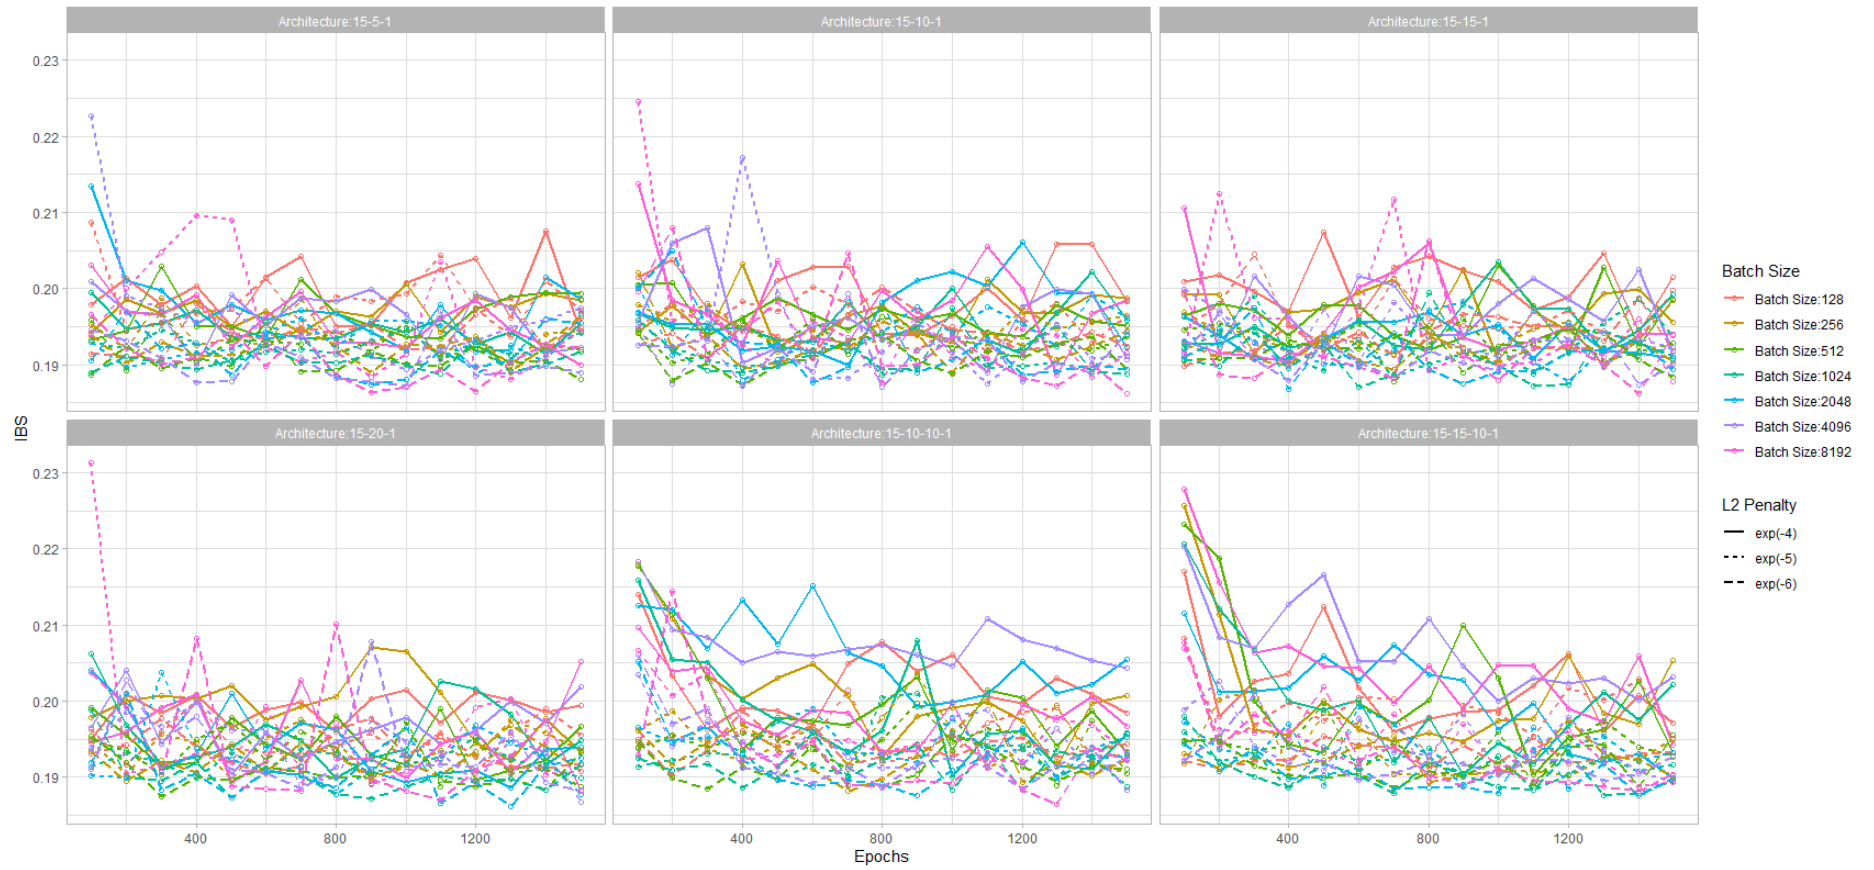 Architecture:15-5-1
Architecture:15-10-1
Architecture:15-15-1
0.23
0.22
0.21
0.20
0.19
Architecture:15-20-1
Architecture:15-10-10-1
Architecture:15-15-10-1
0.23
0.22
0.21
0.20
0.19
IBS
400
800
1200
400
800
1200
400
800
1200
Epochs
Batch Size
Batch Size:128
Batch Size:256
Batch Size:512
Batch Size:1024
Batch Size:2048
Batch Size:4096
Batch Size:8192
L2 Penalty
exp(-4)
exp(-5)
exp(-6)